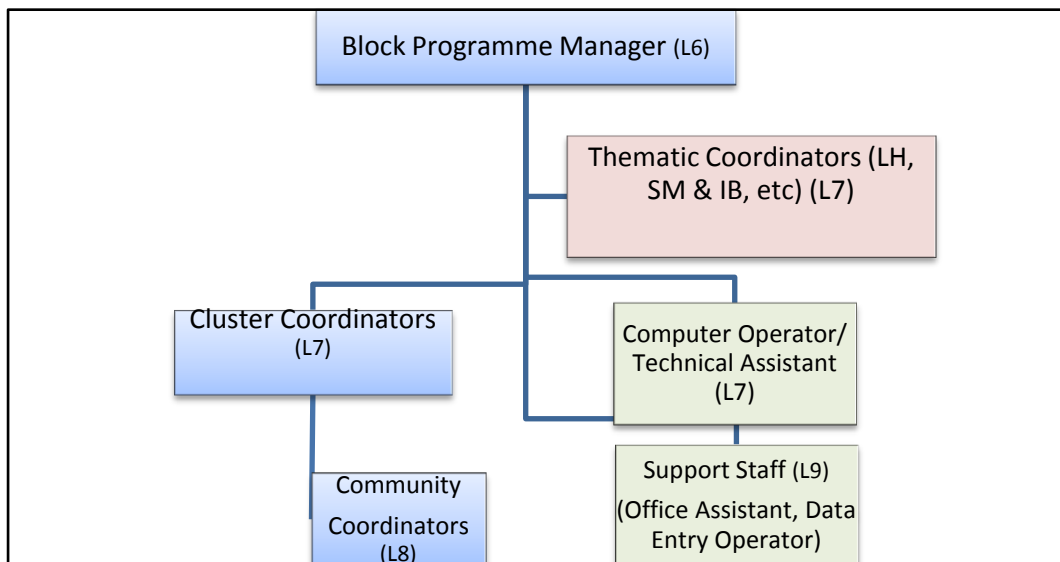 Block Programme Manager (L6)
Thematic Coordinators (LH,
SM & IB, etc) (L7)
Cluster Coordinators
(L7)
Computer Operator/
Technical Assistant
(L7)
Community
Coordinators
(L8)
Support Staff (L9)
(Office Assistant, Data
Entry Operator)